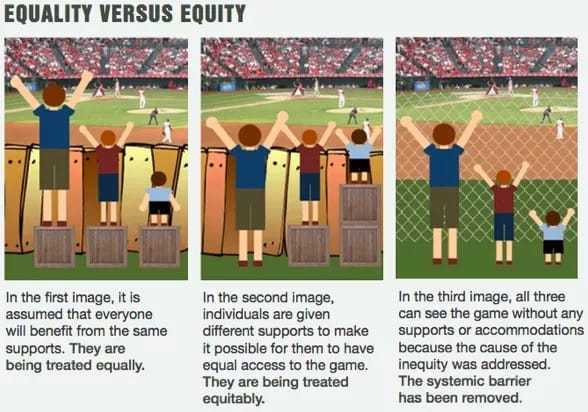 EQUALITY VERSUS EQUITY
In the first image, it is
assumed that everyone
will benefit from the same
supports. They are
being treated equally.
In the second image,
individuals are given
different supports to make
it possible for them to have
equal access to the game.
They are being treated
equitably.
In the third image, all three
can see the game without any
supports or accommodations
because the cause of the
inequity was addressed.
The systemic barrier
has been removed.